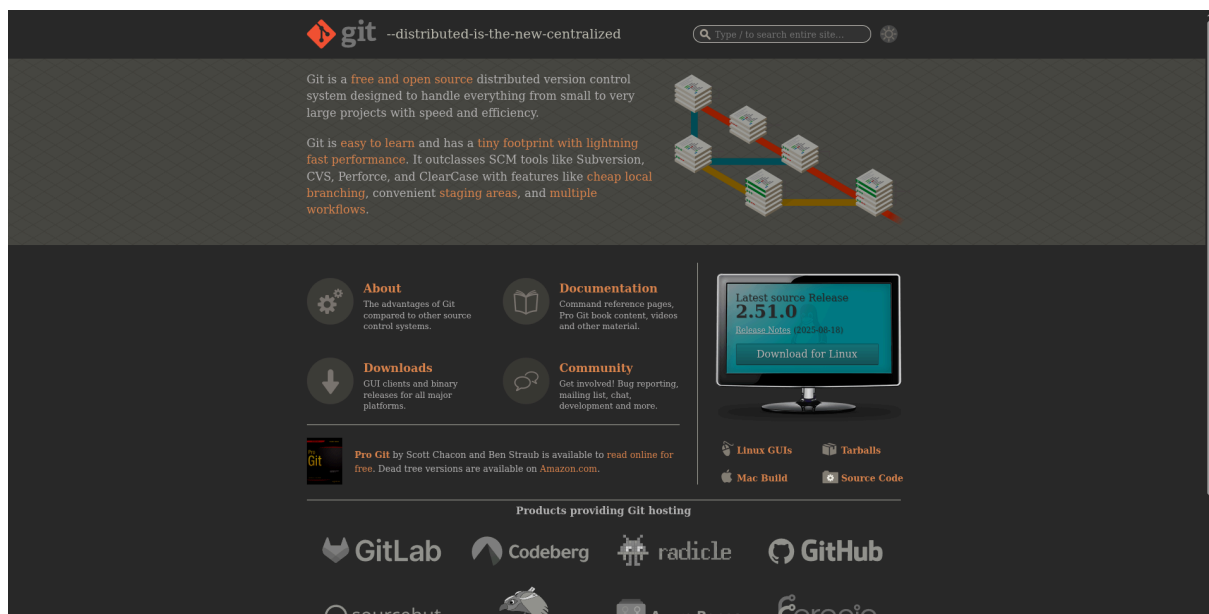 git --distributed-is-the-new-centralized
Type / to search entire site...
Git is a free and open source distributed version control
system designed to handle everything from small to very
large projects with speed and efficiency.
Git is easy to learn and has a tiny footprint with lightning
fast performance. It outclasses SCM tools like Subversion,
CVS, Perforce, and ClearCase with features like cheap local
branching, convenient staging areas, and multiple
workflows.
About
The advantages of Git
compared to other source
control systems.
Documentation
Command reference pages,
Pro Git book content, videos
and other material.
Downloads
GUI clients and binary
releases for all major
platforms.
Community
Get involved! Bug reporting,
mailing list, chat,
development and more.
Pro
Git
Pro Git by Scott Chacon and Ben Straub is available to read online for
free. Dead tree versions are available on Amazon.com.
Latest source Release
2.51.0
Release Notes (2025-08-18)
Download for Linux
Linux GUIs
Tarballs
Mac Build
Source Code
Products providing Git hosting
GitLab
Codeberg
radicle
GitHub